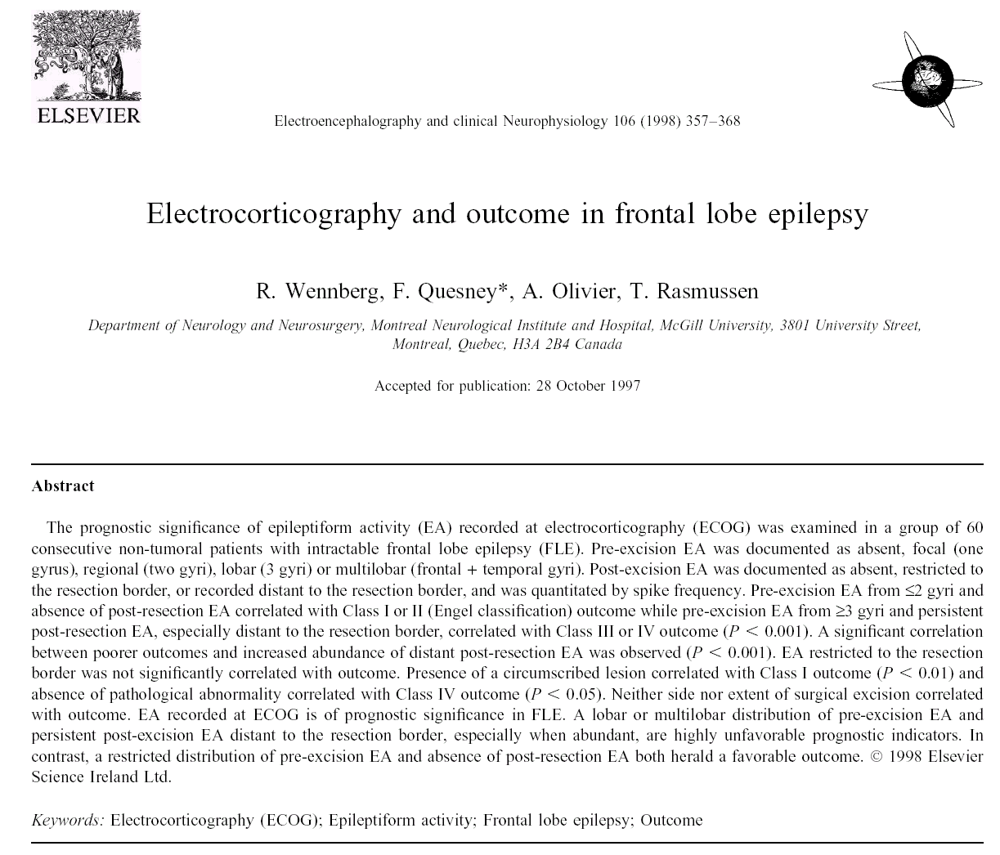 ELSEVIER
Electroencephalography and clinical Neurophysiology 106 (1998) 357–368
Electrocorticography and outcome in frontal lobe epilepsy
R. Wennberg, F. Quesney*, A. Olivier, T. Rasmussen
Department of Neurology and Neurosurgery, Montreal Neurological Institute and Hospital, McGill University, 3801 University Street,
Montreal, Quebec, H3A 2B4 Canada
Accepted for publication: 28 October 1997
Abstract
The prognostic significance of epileptiform activity (EA) recorded at electrocorticography (ECOG) was examined in a group of 60
consecutive non-tumoral patients with intractable frontal lobe epilepsy (FLE). Pre-excision EA was documented as absent, focal (one
gyrus), regional (two gyri), lobar (3 gyri) or multilobar (frontal + temporal gyri). Post-excision EA was documented as absent, restricted to
the resection border, or recorded distant to the resection border, and was quantitated by spike frequency. Pre-excision EA from ≤2 gyri and
absence of post-resection EA correlated with Class I or II (Engel classification) outcome while pre-excision EA from ≥3 gyri and persistent
post-resection EA, especially distant to the resection border, correlated with Class III or IV outcome (P < 0.001). A significant correlation
between poorer outcomes and increased abundance of distant post-resection EA was observed (P < 0.001). EA restricted to the resection
border was not significantly correlated with outcome. Presence of a circumscribed lesion correlated with Class I outcome (P < 0.01) and
absence of pathological abnormality correlated with Class IV outcome (P < 0.05). Neither side nor extent of surgical excision correlated
with outcome. EA recorded at ECOG is of prognostic significance in FLE. A lobar or multilobar distribution of pre-excision EA and
persistent post-excision EA distant to the resection border, especially when abundant, are highly unfavorable prognostic indicators. In
contrast, a restricted distribution of pre-excision EA and absence of post-resection EA both herald a favorable outcome. © 1998 Elsevier
Science Ireland Ltd.
Keywords: Electrocorticography (ECOG); Epileptiform activity; Frontal lobe epilepsy; Outcome